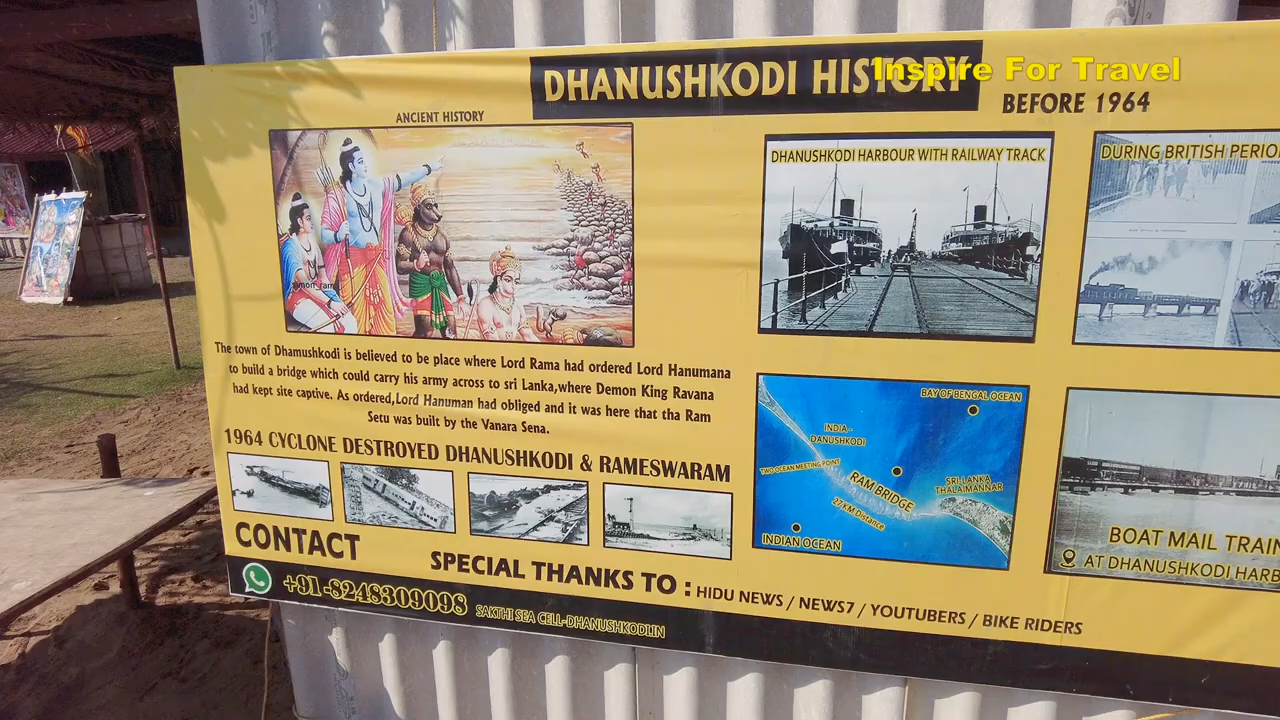 Inspire For Travel
DHANUSHKODI HISTORY
BEFORE 1964
ANCIENT HISTORY
DHANUSHKODI HARBOUR WITH RAILWAY TRACK
DURING BRITISH PERIO
The town of Dhamushkodi is believed to be place where Lord Rama had ordered Lord Hanumana
to build a bridge which could carry his army across to sri Lanka,where Demon King Ravana
had kept site captive. As ordered,Lord Hanuman had obliged and it was here that tha Ram
Setu was built by the Vanara Sena.
BAY OF BENGAL OCEAN
INDIA -
DANUSHKODI
TWO OCEAN MEETING POINT
RAM BRIDGE
27 KM Distance
SRI-LANKA
THALAIMANNAR
INDIAN OCEAN
1964 CYCLONE DESTROYED DHANUSHKODI & RAMESWARAM
BOAT MAIL TRAIN
AT DHANUSHKODI HARB
CONTACT
SPECIAL THANKS TO : HIDU NEWS / NEWS7 / YOUTUBERS / BIKE RIDERS
+91-8248309098 SAKTHI SEA CELL-DHANUSHKODLIN